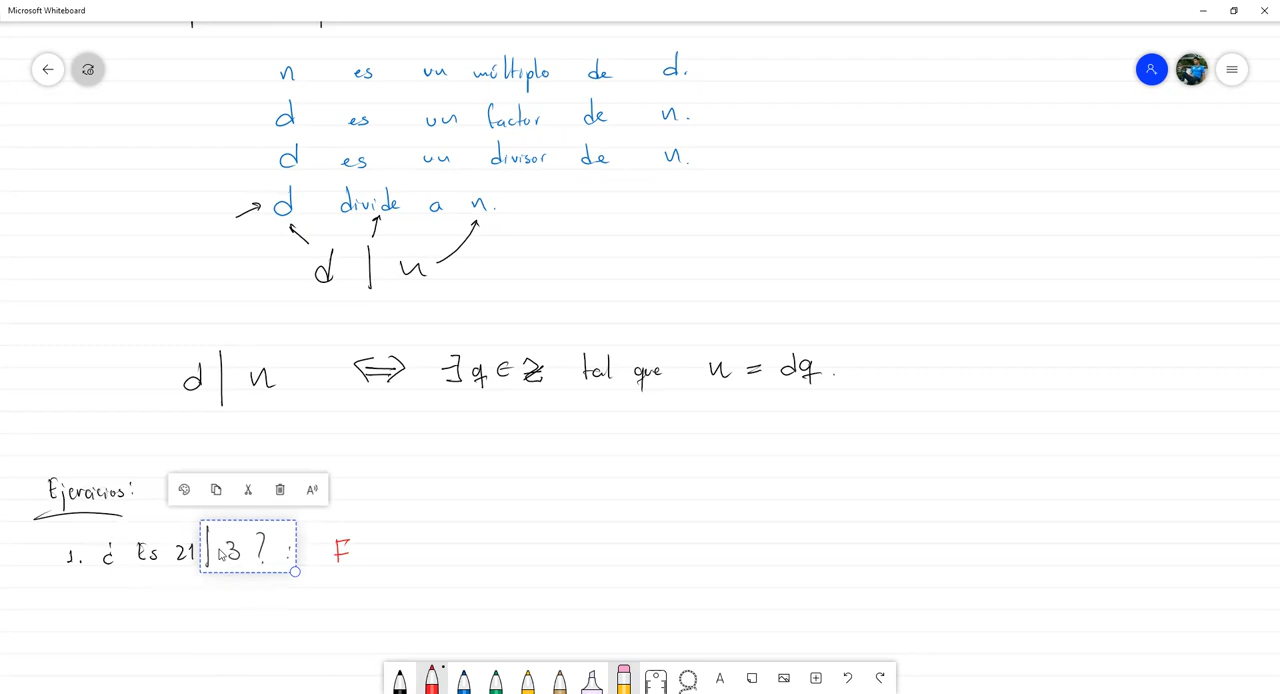 Microsoft Whiteboard
n es un múltiplo de d.
d es un factor de n.
d es un divisor de n.
d divide a n.
d | n
d | n ⟺ ∃ q ∈ ℤ tal que n = dq.
Ejercicios:
1. ¿ Es 21 | 3 ? : F